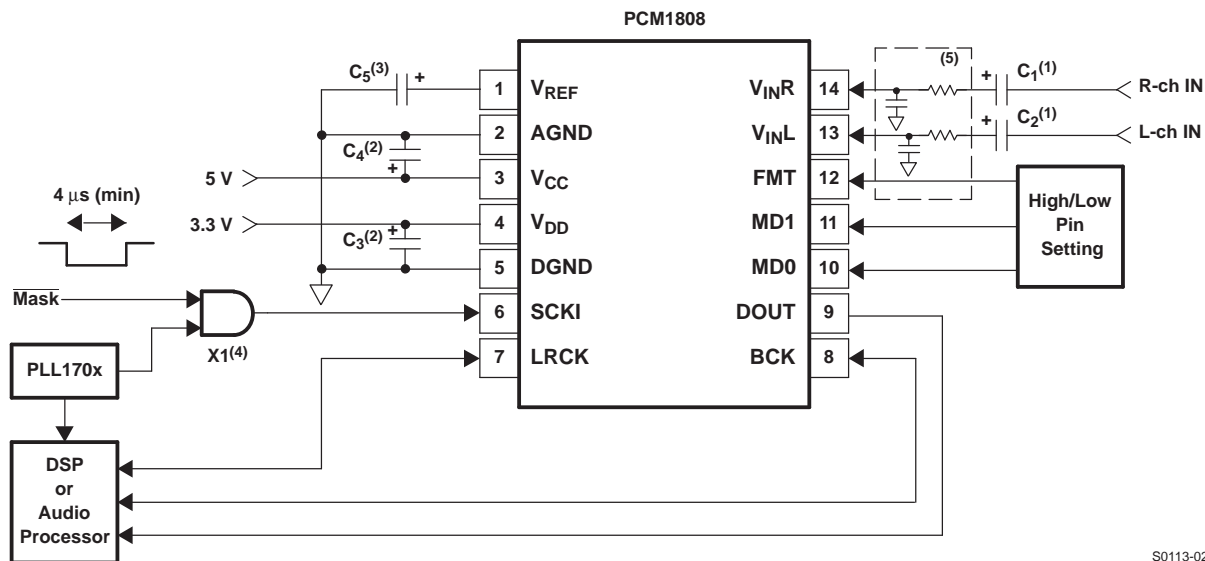 PCM1808
C5(3)
+
1
VREF
2
AGND
C4(2)
+
5 V
3
VCC
4 μs (min)
3.3 V
+
4
VDD
C3(2)
5
DGND
Mask
6
SCKI
X1(4)
7
LRCK
PLL170x
DSP
or
Audio
Processor
(5)
VINR
14
+
C1(1)
R-ch IN
VINL
13
+
C2(1)
L-ch IN
FMT
12
MD1
11
MD0
10
High/Low
Pin
Setting
DOUT
9
BCK
8
S0113-02